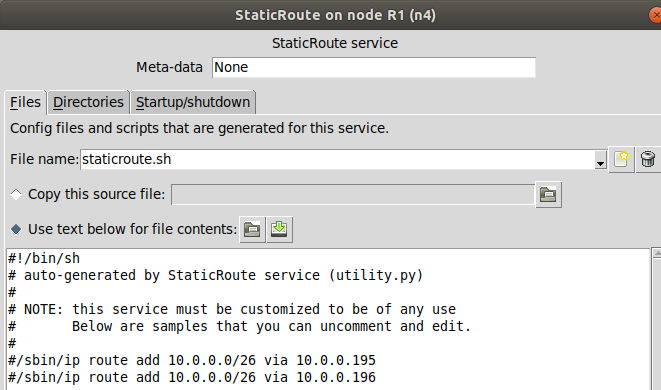 StaticRoute on node R1 (n4)
StaticRoute service
Meta-data None
Files Directories Startup/shutdown
Config files and scripts that are generated for this service.
File name: staticroute.sh
Copy this source file:
Use text below for file contents:
#!/bin/sh
# auto-generated by StaticRoute service (utility.py)
#
# NOTE: this service must be customized to be of any use
#       Below are samples that you can uncomment and edit.
#
#/sbin/ip route add 10.0.0.0/26 via 10.0.0.195
#/sbin/ip route add 10.0.0.0/26 via 10.0.0.196